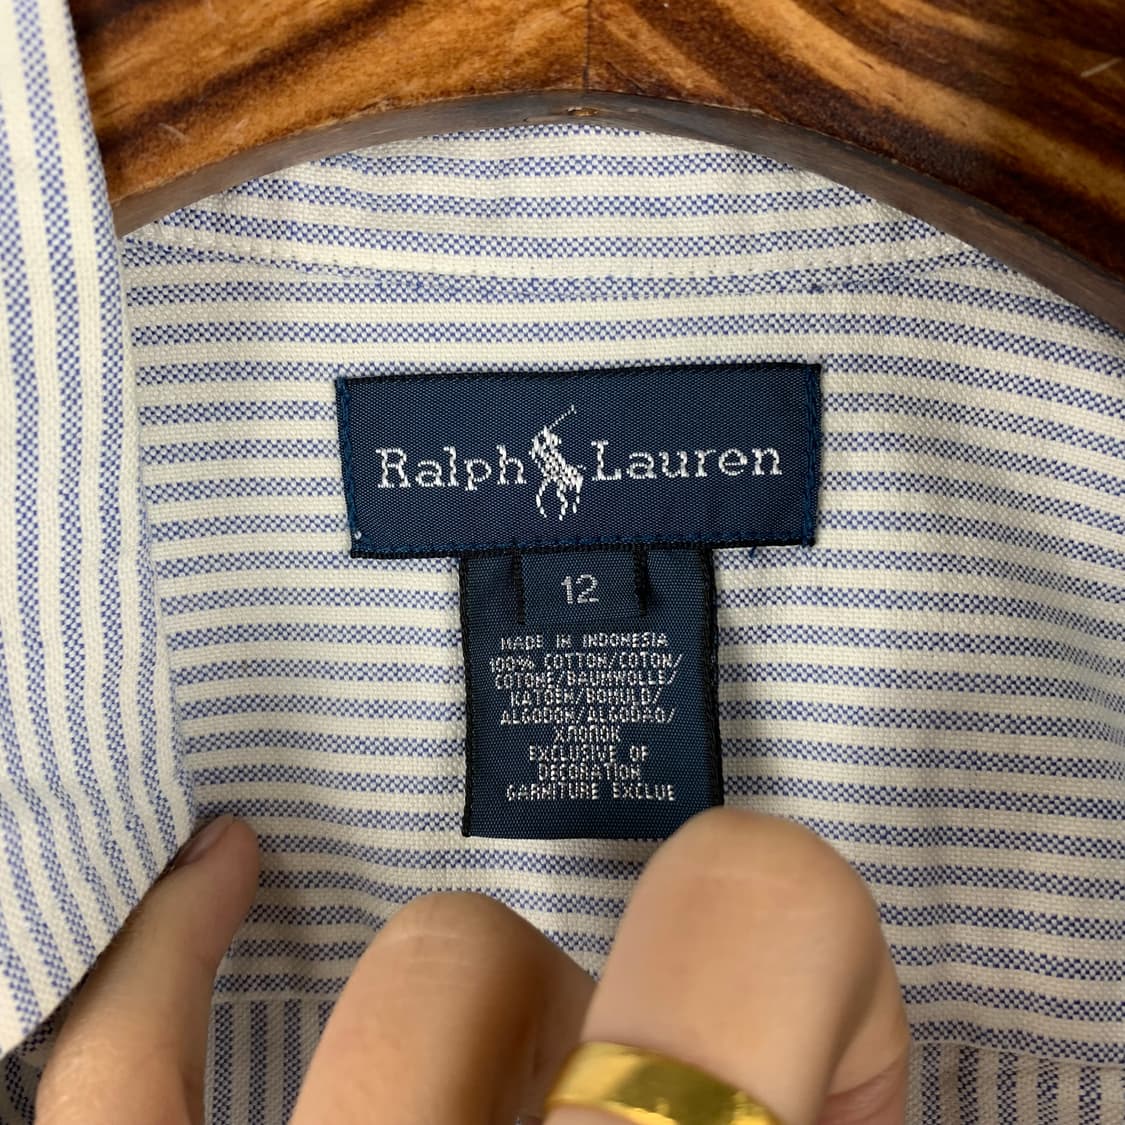 Ralph Lauren
12
MADE IN INDONESIA
100% COTTON/COTON/
COTONE/BAUMWOLLE/
KATOEN/BOMULD/
ALGODON/ALGODAO/
ХЛОПОК
EXCLUSIVE OF
DECORATION
GARNITURE EXCLUE